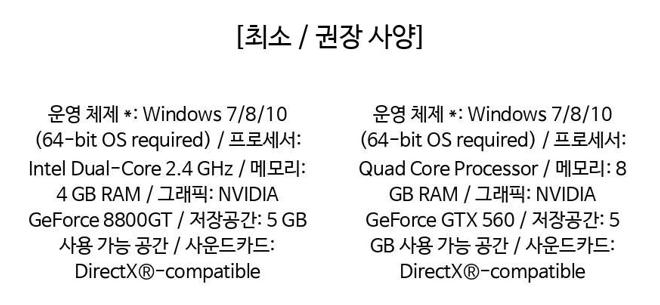 [최소 / 권장 사양]
운영 체제 *: Windows 7/8/10
(64-bit OS required) / 프로세서:
Intel Dual-Core 2.4 GHz / 메모리:
4 GB RAM / 그래픽: NVIDIA
GeForce 8800GT / 저장공간: 5 GB
사용 가능 공간 / 사운드카드:
DirectX®-compatible
운영 체제 *: Windows 7/8/10
(64-bit OS required) / 프로세서:
Quad Core Processor / 메모리: 8
GB RAM / 그래픽: NVIDIA
GeForce GTX 560 / 저장공간: 5
GB 사용 가능 공간 / 사운드카드:
DirectX®-compatible